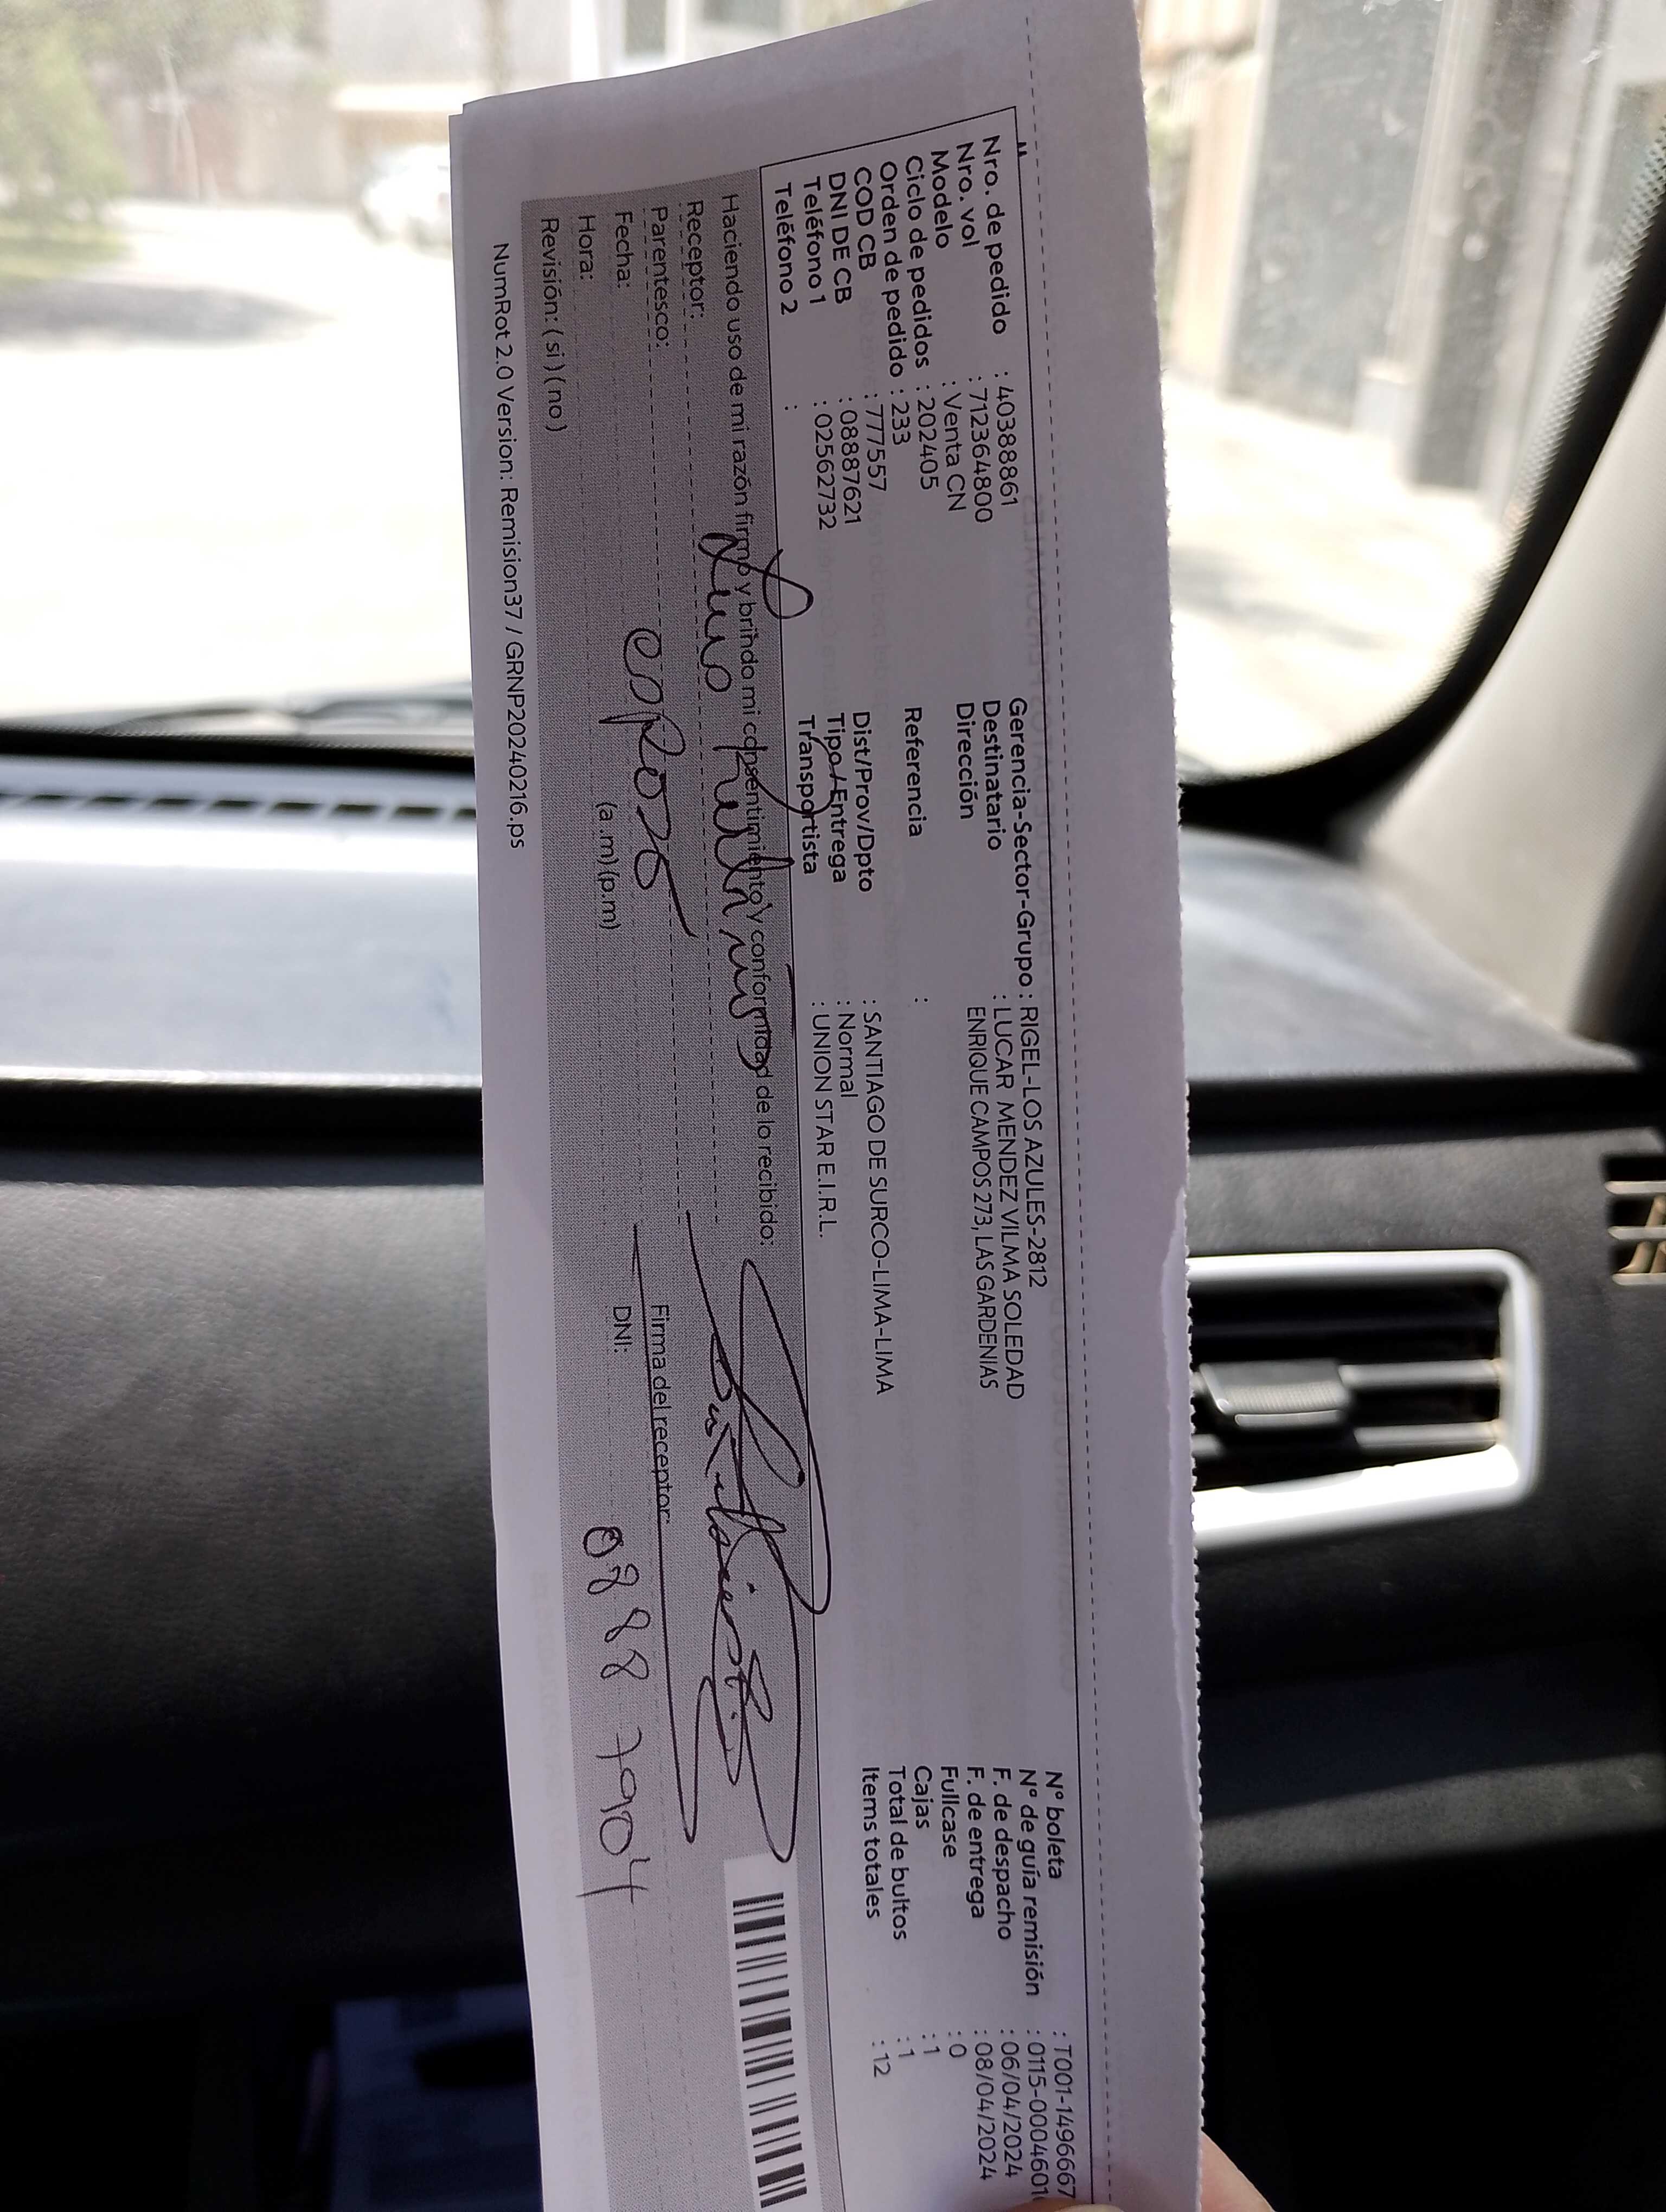 Nro. de pedido : 40388861
Nro. vol : 712364800
Modelo : Venta CN
Ciclo de pedidos : 202405
Orden de pedido : 233
COD CB : 777557
DNI DE CB : 08887621
Teléfono 1 : 02562732
Teléfono 2 :
Gerencia-Sector-Grupo : RIGEL-LOS AZULES-2812
Destinatario : LUCAR MENDEZ VILMA SOLEDAD
Dirección ENRIQUE CAMPOS 273, LAS GARDENIAS
Referencia :
Dist/Prov/Dpto : SANTIAGO DE SURCO-LIMA-LIMA
Tipo / Entrega : Normal
Transportista : UNION STAR E.I.R.L.
N° boleta : T001-1496667
N° de guía remisión : 0115-0004601
F. de despacho : 06/04/2024
F. de entrega : 08/04/2024
Fullcase : 0
Cajas : 1
Total de bultos : 1
Items totales : 12
Haciendo uso de mi razón firmo y brindo mi consentimiento y conformidad de lo recibido:
Receptor: Lino
Parentesco: esposo
Fecha:
Hora: (a.m) (p.m)
Revisión: ( si ) ( no )
Firma del receptor:
DNI: 08887904
NumRot 2.0 Version: Remision37 / GRNP20240216.ps